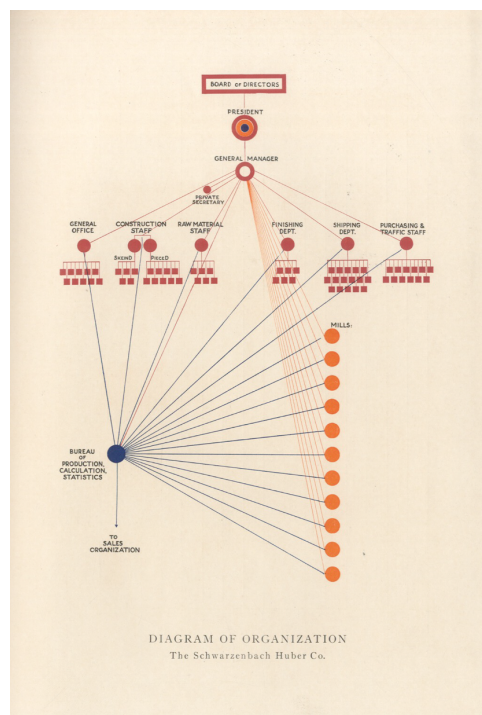 BOARD OF DIRECTORS
PRESIDENT
GENERAL MANAGER
PRIVATE
SECRETARY
GENERAL
OFFICE
CONSTRUCTION
STAFF
RAW MATERIAL
STAFF
FINISHING
DEPT.
SHIPPING
DEPT.
PURCHASING &
TRAFFIC STAFF
SKEIND
PIECED
MILLS:
BUREAU
OF
PRODUCTION,
CALCULATION,
STATISTICS
TO
SALES
ORGANIZATION
DIAGRAM OF ORGANIZATION
The Schwarzenbach Huber Co.